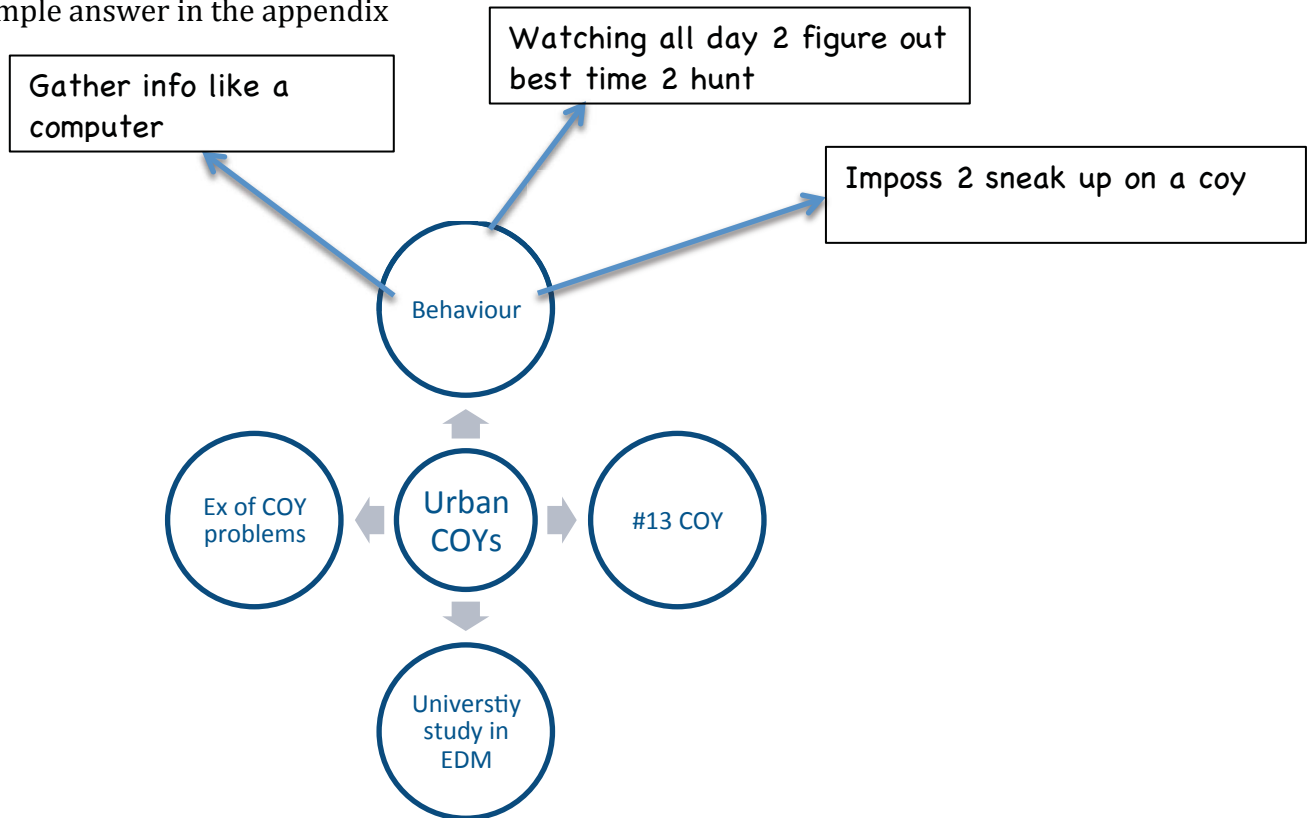 mple answer in the appendix
Watching all day 2 figure out
best time 2 hunt
Gather info like a
computer
Imposs 2 sneak up on a coy
Behaviour
Ex of COY
problems
Urban
COYs
#13 COY
Universtiy
study in
EDM